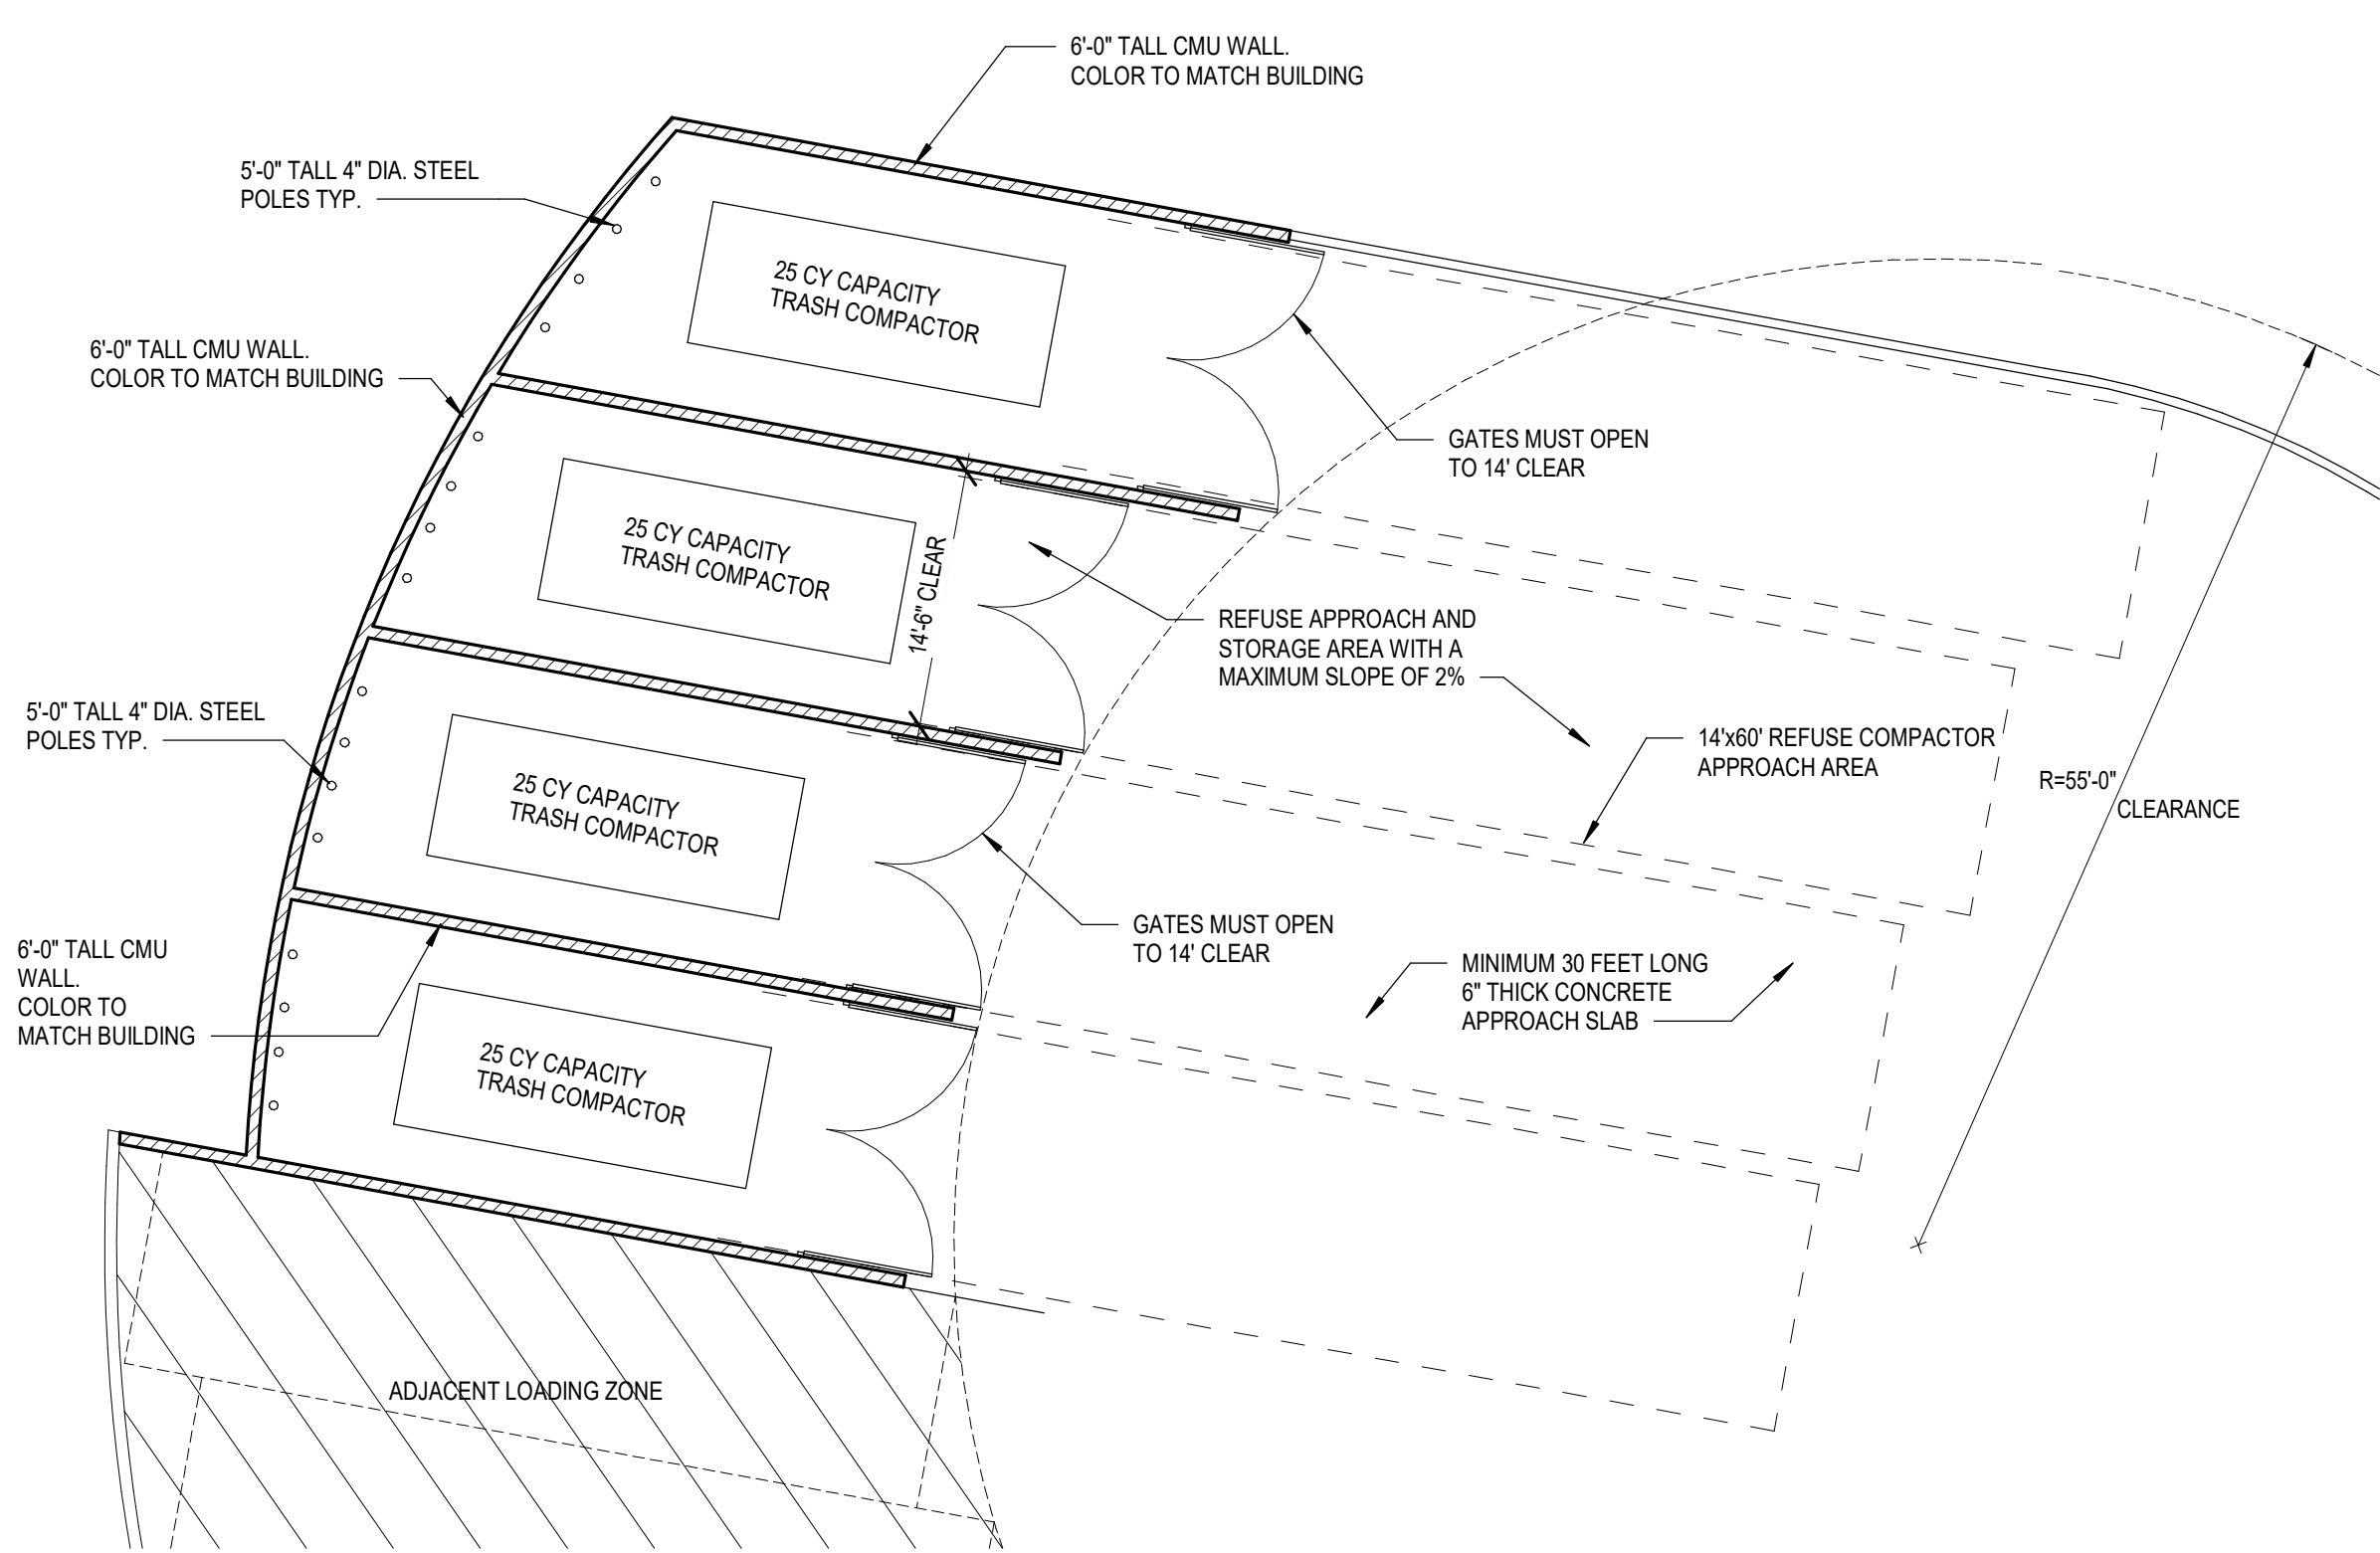 6'-0" TALL CMU WALL.
COLOR TO MATCH BUILDING
5'-0" TALL 4" DIA. STEEL
POLES TYP.
25 CY CAPACITY
TRASH COMPACTOR
6'-0" TALL CMU WALL.
COLOR TO MATCH BUILDING
GATES MUST OPEN
TO 14' CLEAR
25 CY CAPACITY
TRASH COMPACTOR
14'-6" CLEAR
REFUSE APPROACH AND
STORAGE AREA WITH A
MAXIMUM SLOPE OF 2%
5'-0" TALL 4" DIA. STEEL
POLES TYP.
14'x60' REFUSE COMPACTOR
APPROACH AREA
R=55'-0"
CLEARANCE
25 CY CAPACITY
TRASH COMPACTOR
GATES MUST OPEN
TO 14' CLEAR
6'-0" TALL CMU
WALL.
COLOR TO
MATCH BUILDING
MINIMUM 30 FEET LONG
6" THICK CONCRETE
APPROACH SLAB
25 CY CAPACITY
TRASH COMPACTOR
ADJACENT LOADING ZONE